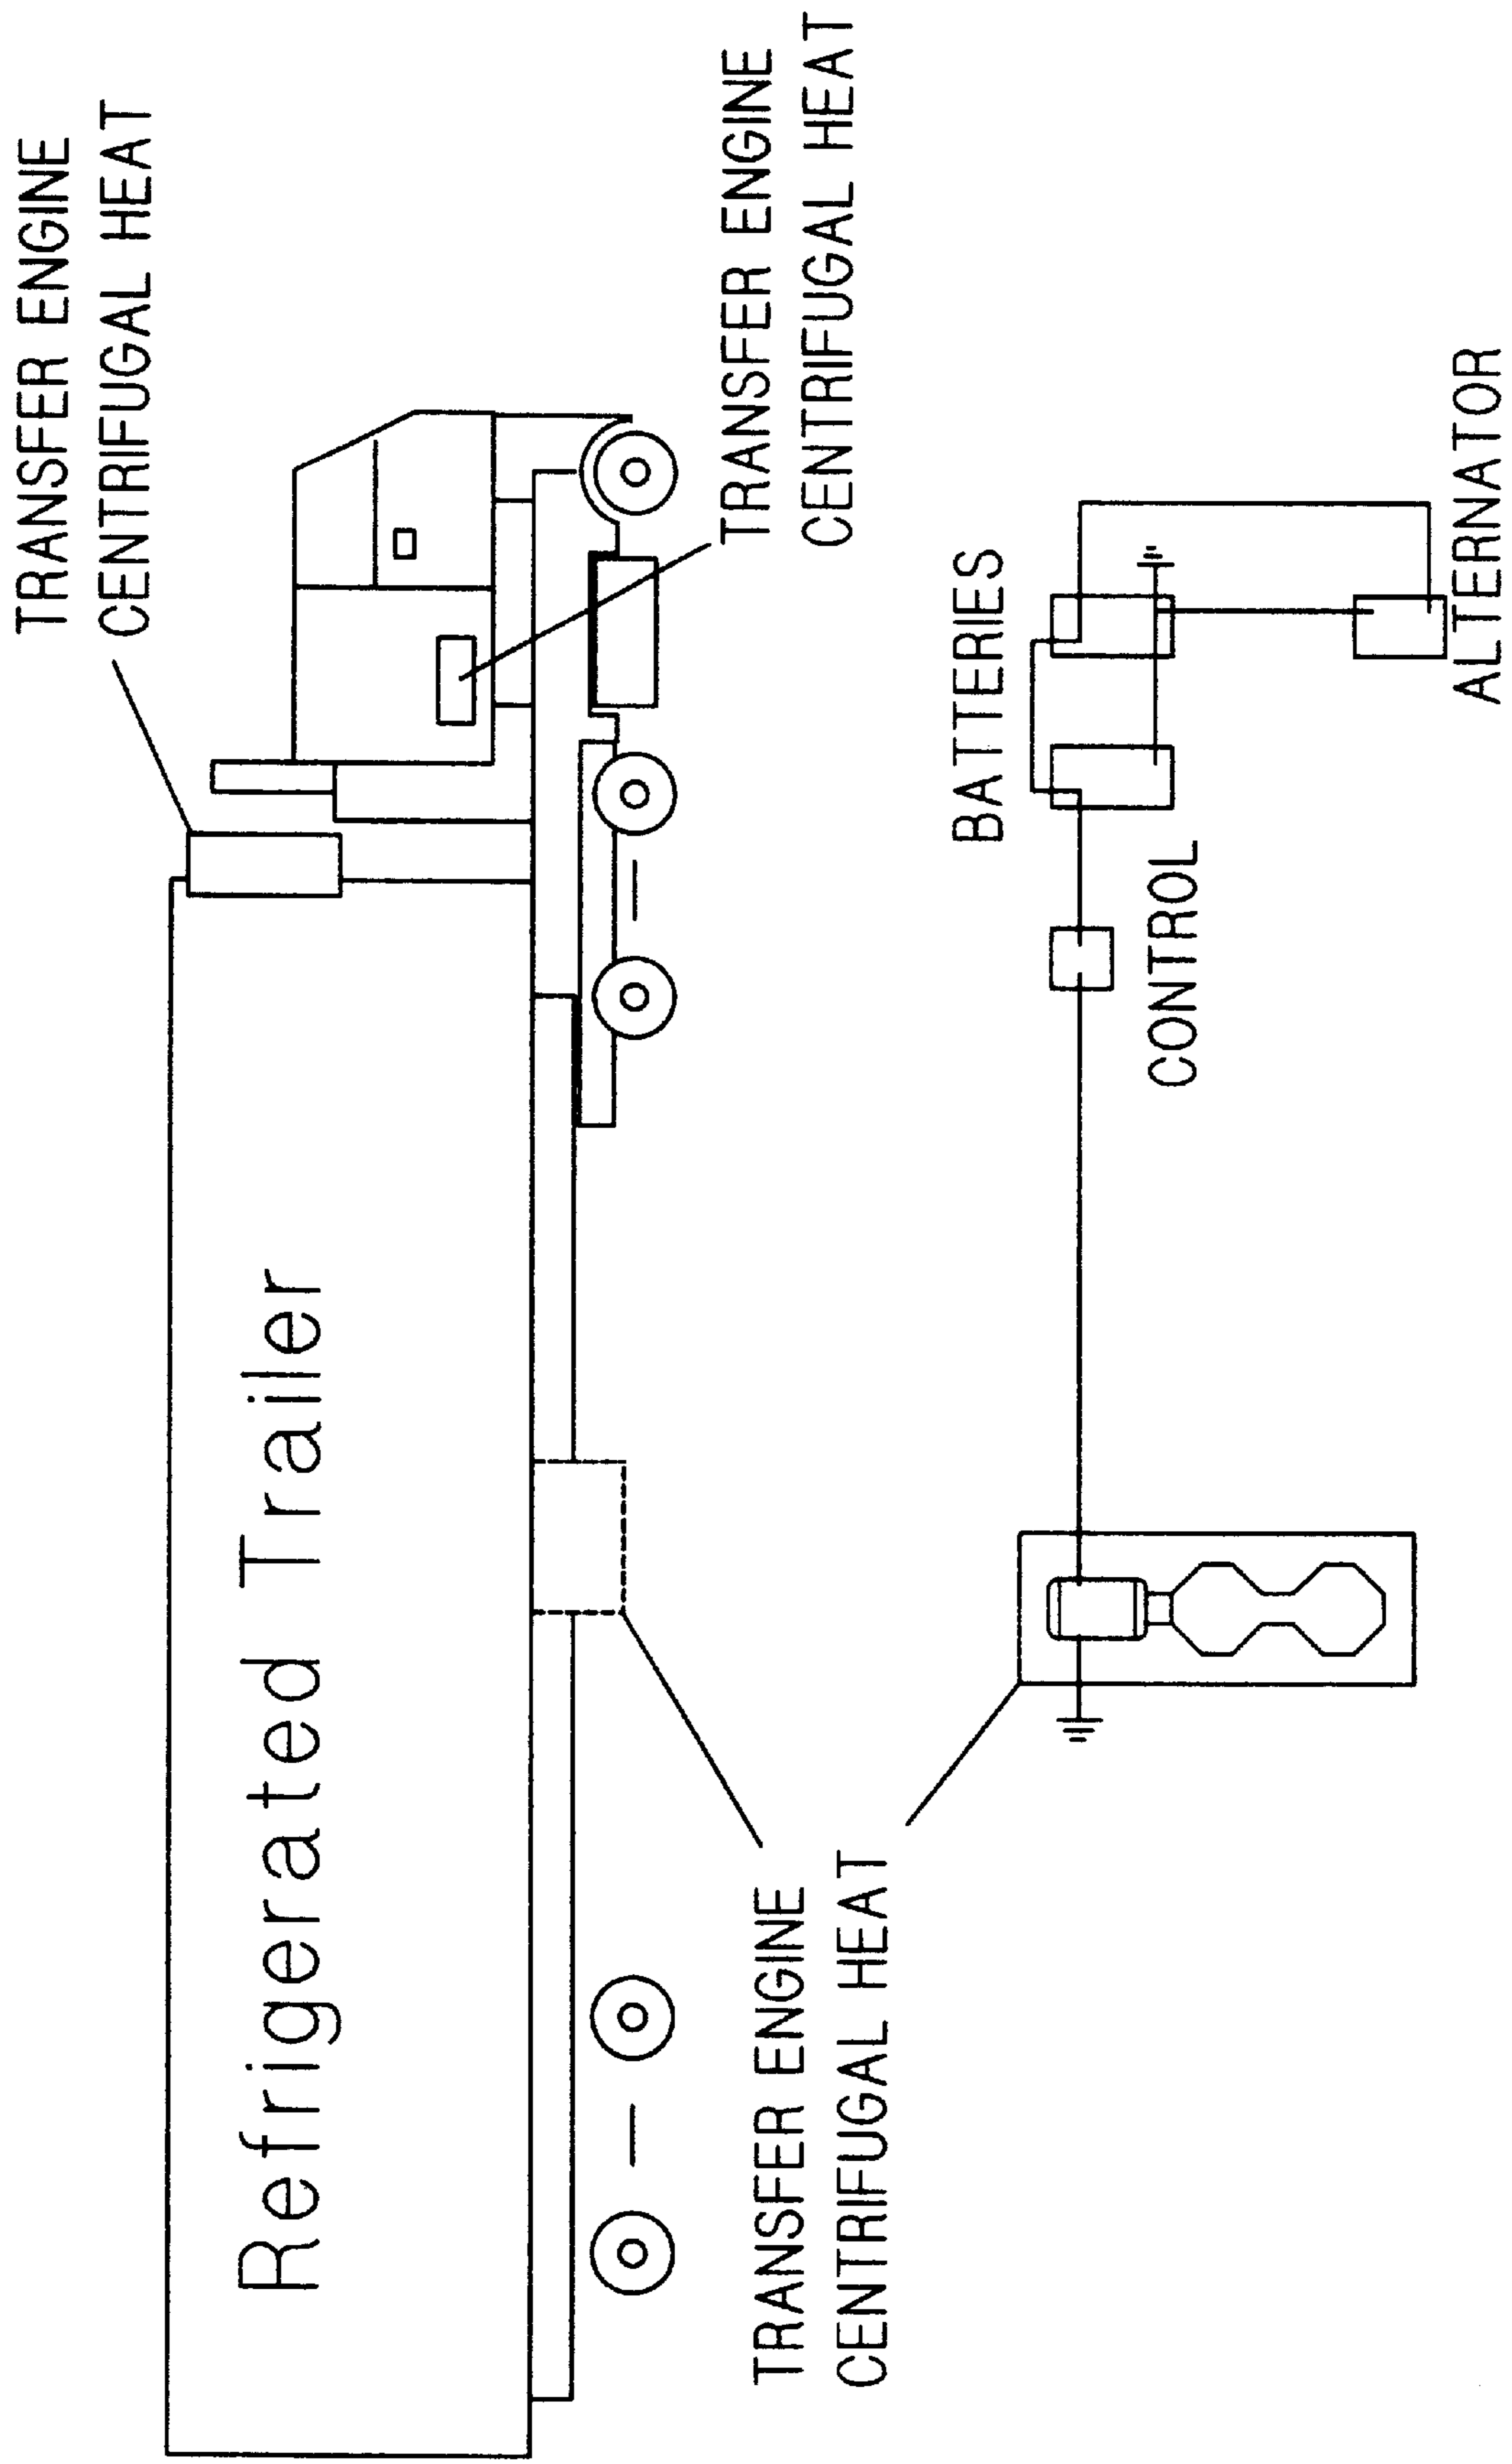 TRANSFER ENGINE
CENTRIFUGAL HEAT
Refrigerated Trailer
TRANSFER ENGINE
CENTRIFUGAL HEAT
TRANSFER ENGINE
CENTRIFUGAL HEAT
BATTERIES
CONTROL
ALTERNATOR